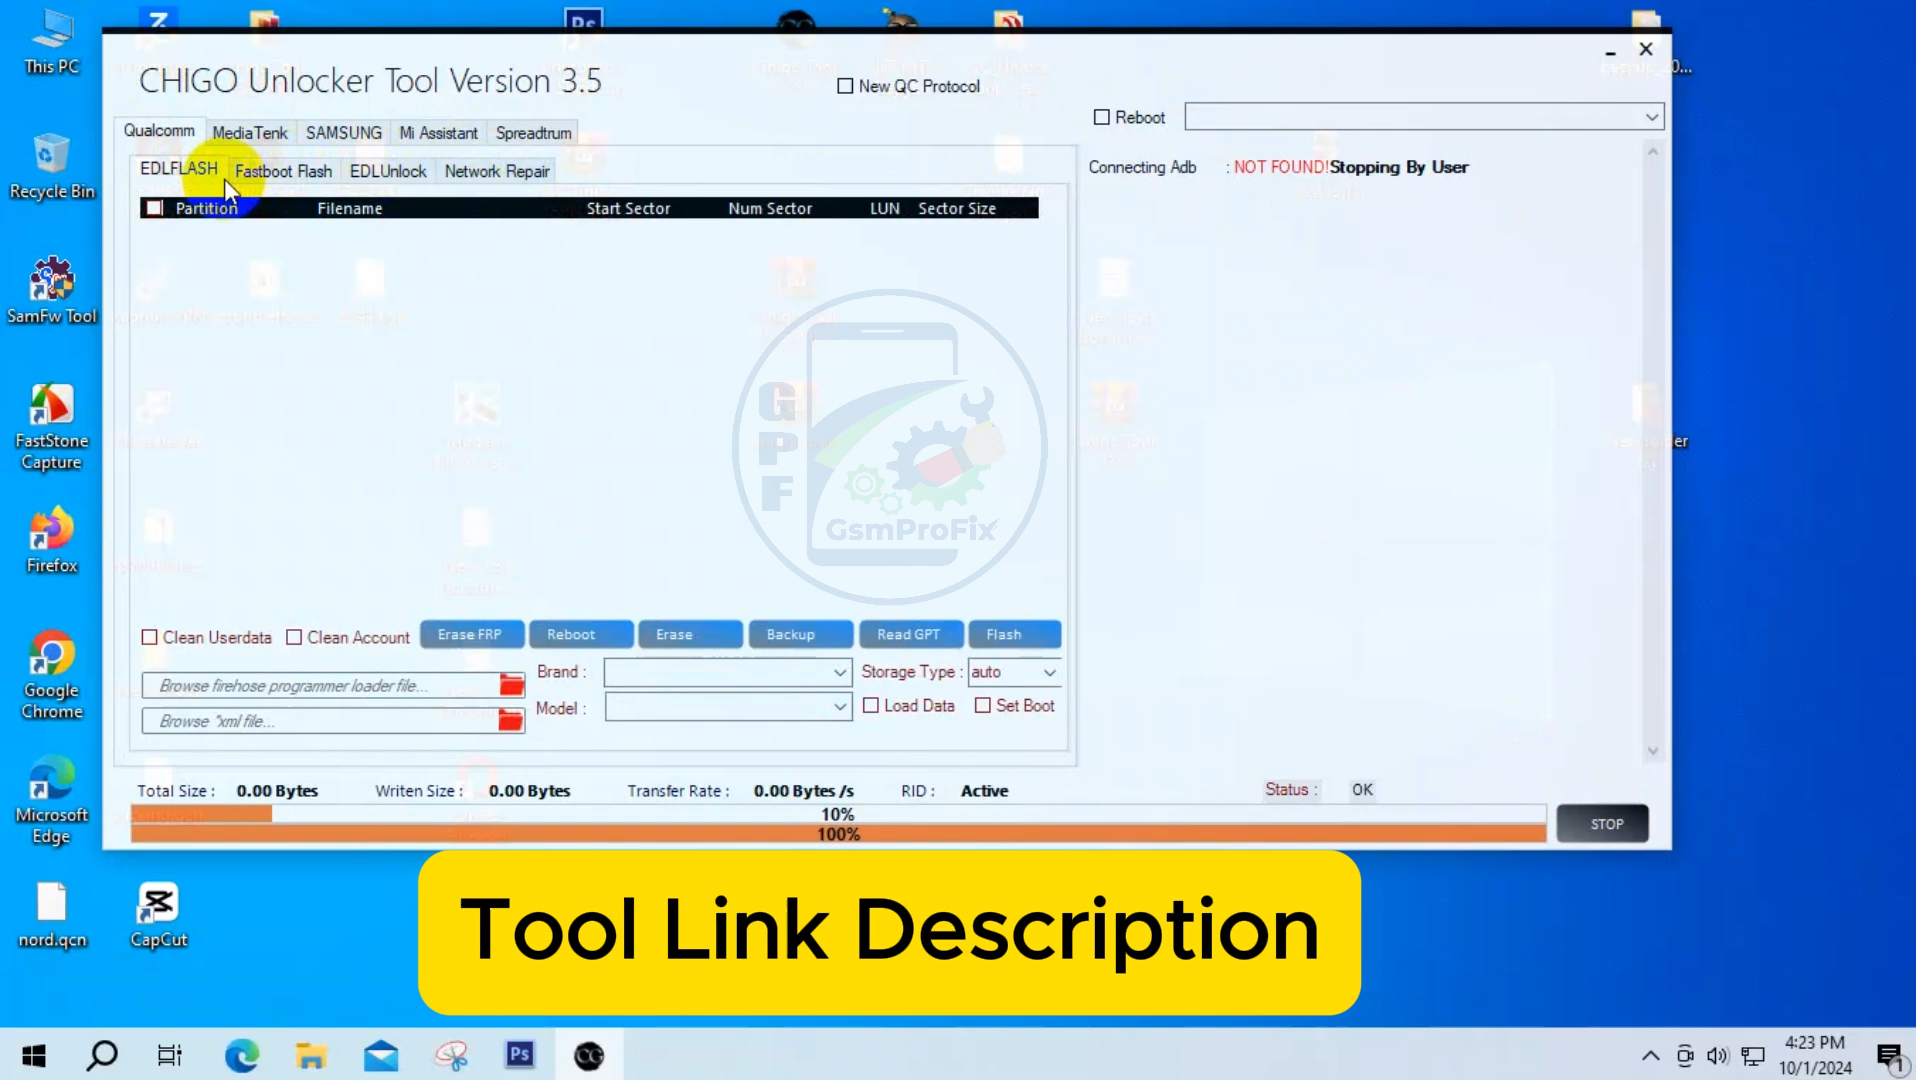 This PC
Recycle Bin
SamFw Tool
FastStone
Capture
Firefox
Google
Chrome
Microsoft
Edge
nord.qcn
CapCut
Ps
CHIGO Unlocker Tool Version 3.5
New QC Protocol
Reboot
Qualcomm
MediaTenk
SAMSUNG
Mi Assistant
Spreadtrum
EDLFLASH
Fastboot Flash
EDLUnlock
Network Repair
Connecting Adb : NOT FOUND!Stopping By User
Partition Filename Start Sector Num Sector LUN Sector Size
GPF
GsmProFix
Clean Userdata
Clean Account
Erase FRP
Reboot
Erase
Backup
Read GPT
Flash
Browse firehose programmer loader file...
Brand :
Storage Type : auto
Browse *xml file...
Model :
Load Data
Set Boot
Total Size : 0.00 Bytes
Writen Size : 0.00 Bytes
Transfer Rate : 0.00 Bytes /s
RID : Active
Status : OK
10%
100%
STOP
Tool Link Description
Ps
CG
4:23 PM
10/1/2024
1